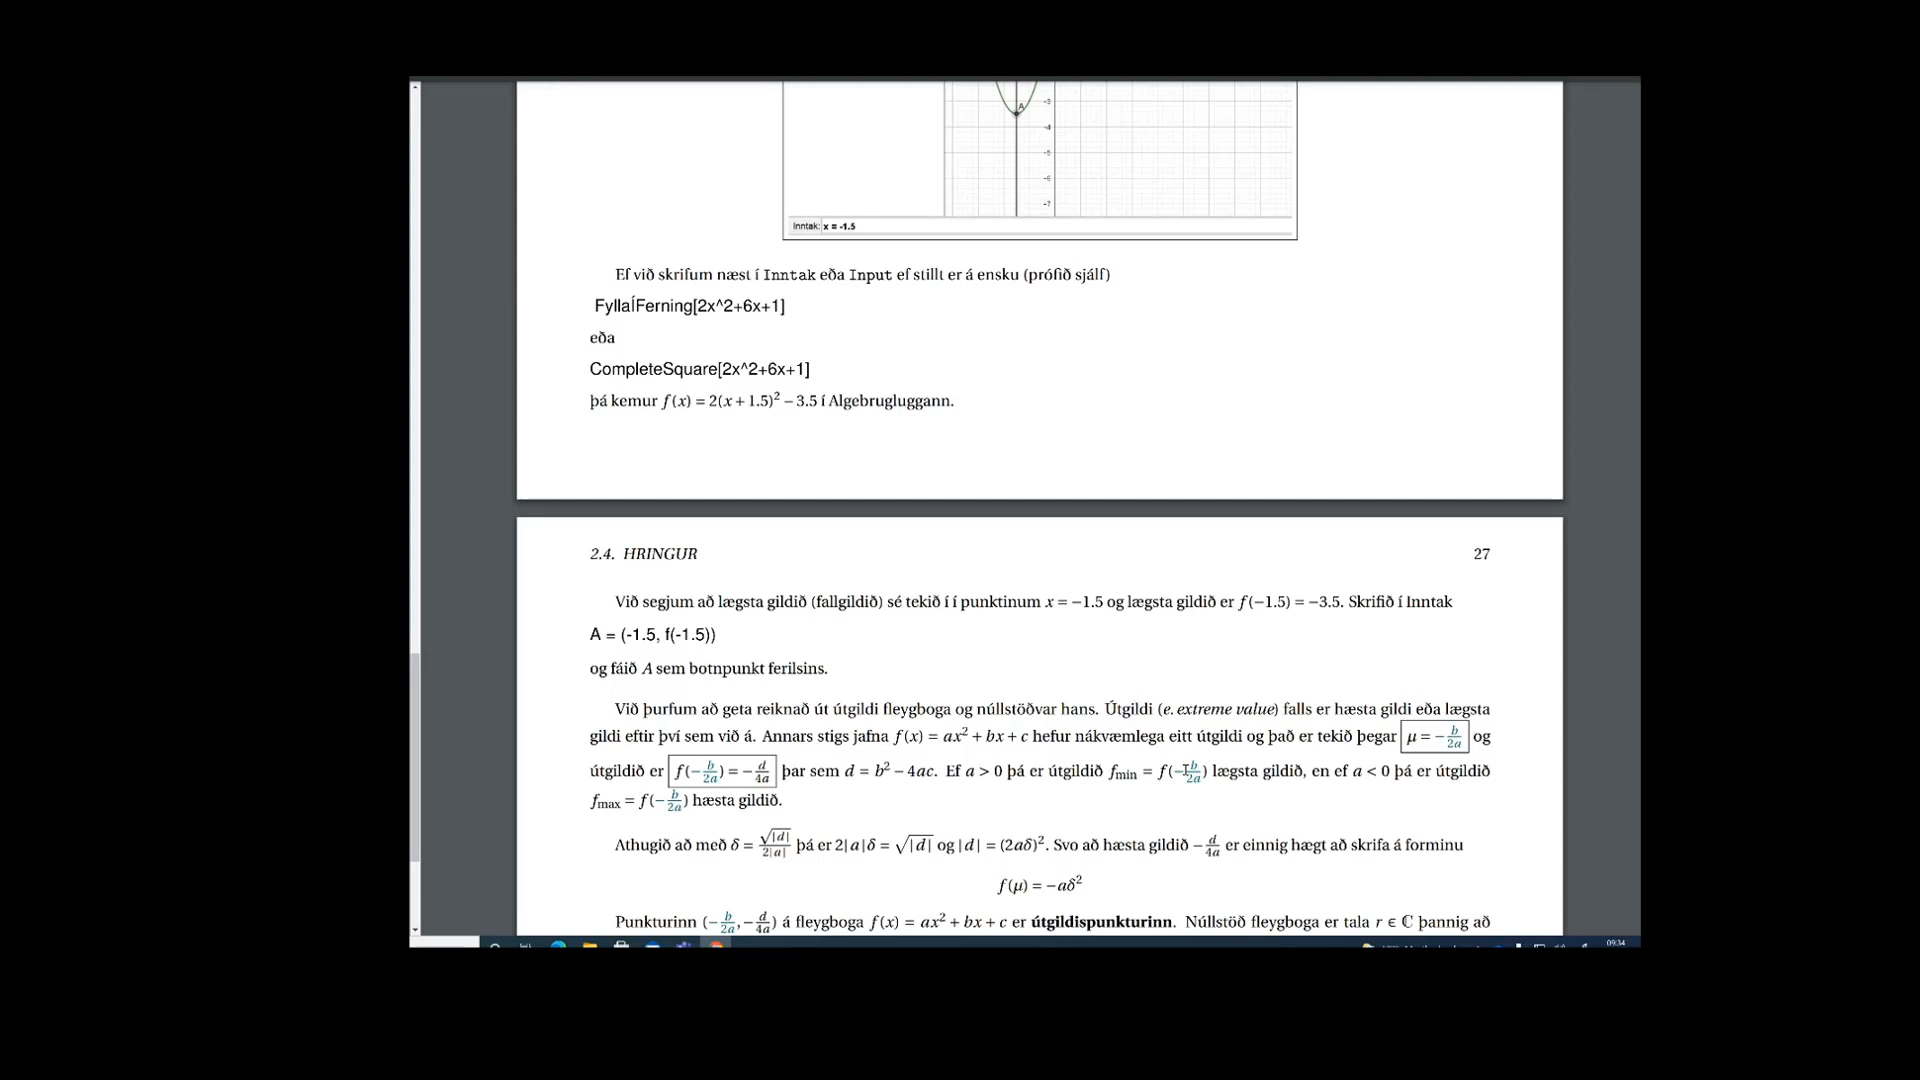 A
-3
-4
-5
-6
-7
Inntak: x = -1.5
Ef við skrifum næst í Inntak eða Input ef stillt er á ensku (prófið sjálf)
FyllaÍFerning[2x^2+6x+1]
eða
CompleteSquare[2x^2+6x+1]
þá kemur f(x) = 2(x + 1.5)² − 3.5 í Algebrugluggann.
2.4. HRINGUR 27
Við segjum að lægsta gildið (fallgildið) sé tekið í í punktinum x = −1.5 og lægsta gildið er f(−1.5) = −3.5. Skrifið í Inntak
A = (-1.5, f(-1.5))
og fáið A sem botnpunkt ferilsins.
Við þurfum að geta reiknað út útgildi fleygboga og núllstöðvar hans. Útgildi (e. extreme value) falls er hæsta gildi eða lægsta
gildi eftir því sem við á. Annars stigs jafna f(x) = ax² + bx + c hefur nákvæmlega eitt útgildi og það er tekið þegar μ = −b/2a og
útgildið er f(−b/2a) = −d/4a þar sem d = b² − 4ac. Ef a > 0 þá er útgildið fmin = f(−b/2a) lægsta gildið, en ef a < 0 þá er útgildið
fmax = f(−b/2a) hæsta gildið.
Athugið að með δ = √|d|/2|a| þá er 2|a|δ = √|d| og |d| = (2aδ)². Svo að hæsta gildið −d/4a er einnig hægt að skrifa á forminu
f(μ) = −aδ²
Punkturinn (−b/2a, −d/4a) á fleygboga f(x) = ax² + bx + c er útgildispunkturinn. Núllstöð fleygboga er tala r ∈ ℂ þannig að
09:34